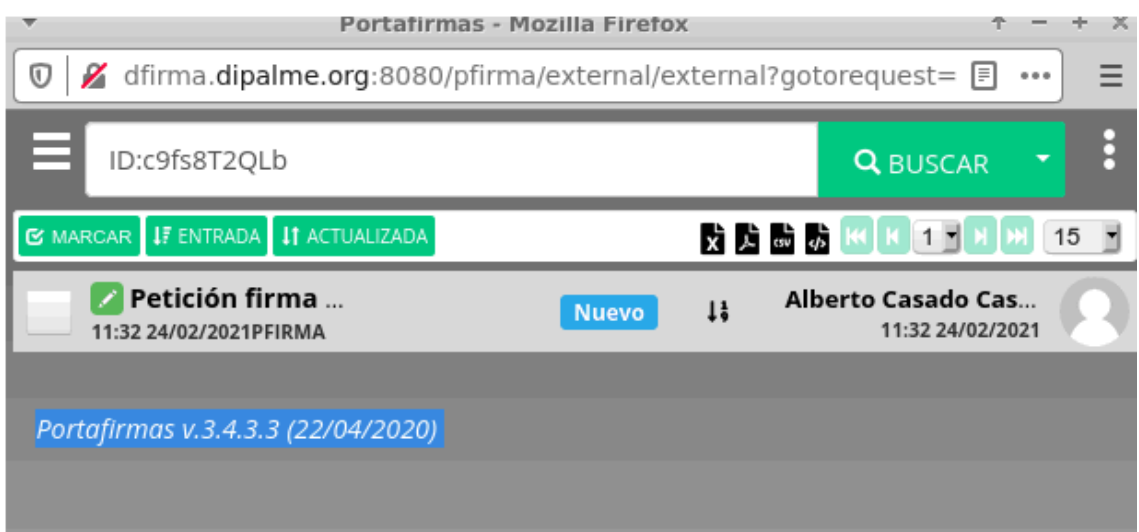 Portafirmas - Mozilla Firefox
dfirma.dipalme.org:8080/pfirma/external/external?gotorequest=
ID:c9fs8T2QLb
BUSCAR
MARCAR ENTRADA ACTUALIZADA 1 15
Petición firma ... Nuevo Alberto Casado Cas...
11:32 24/02/2021PFIRMA 11:32 24/02/2021
Portafirmas v.3.4.3.3 (22/04/2020)